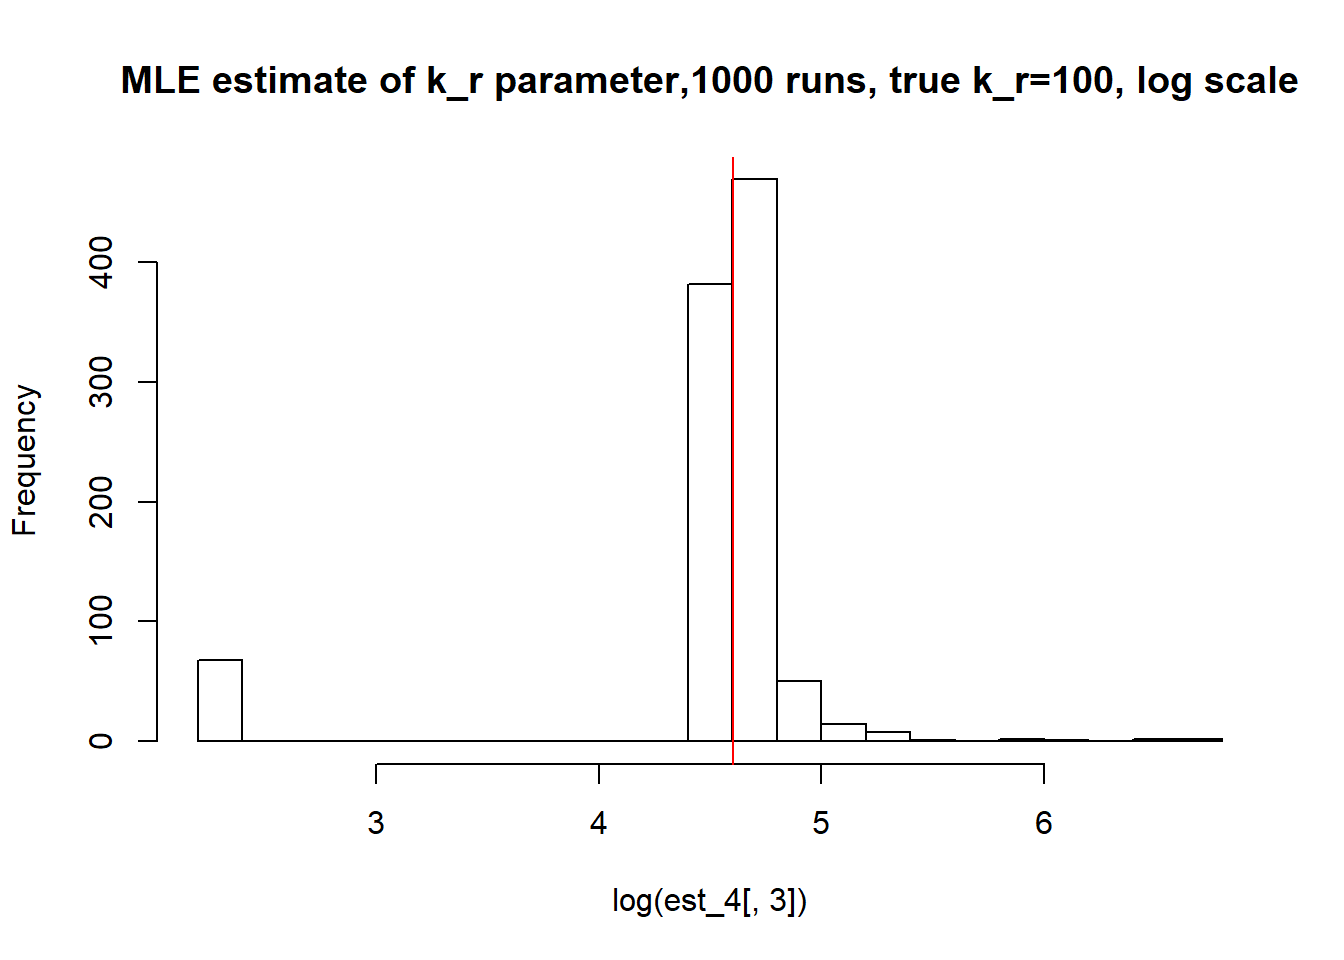 MLE estimate of k_r parameter,1000 runs, true k_r=100, log scale
Frequency
400
300
200
100
0
3 4 5 6
log(est_4[, 3])